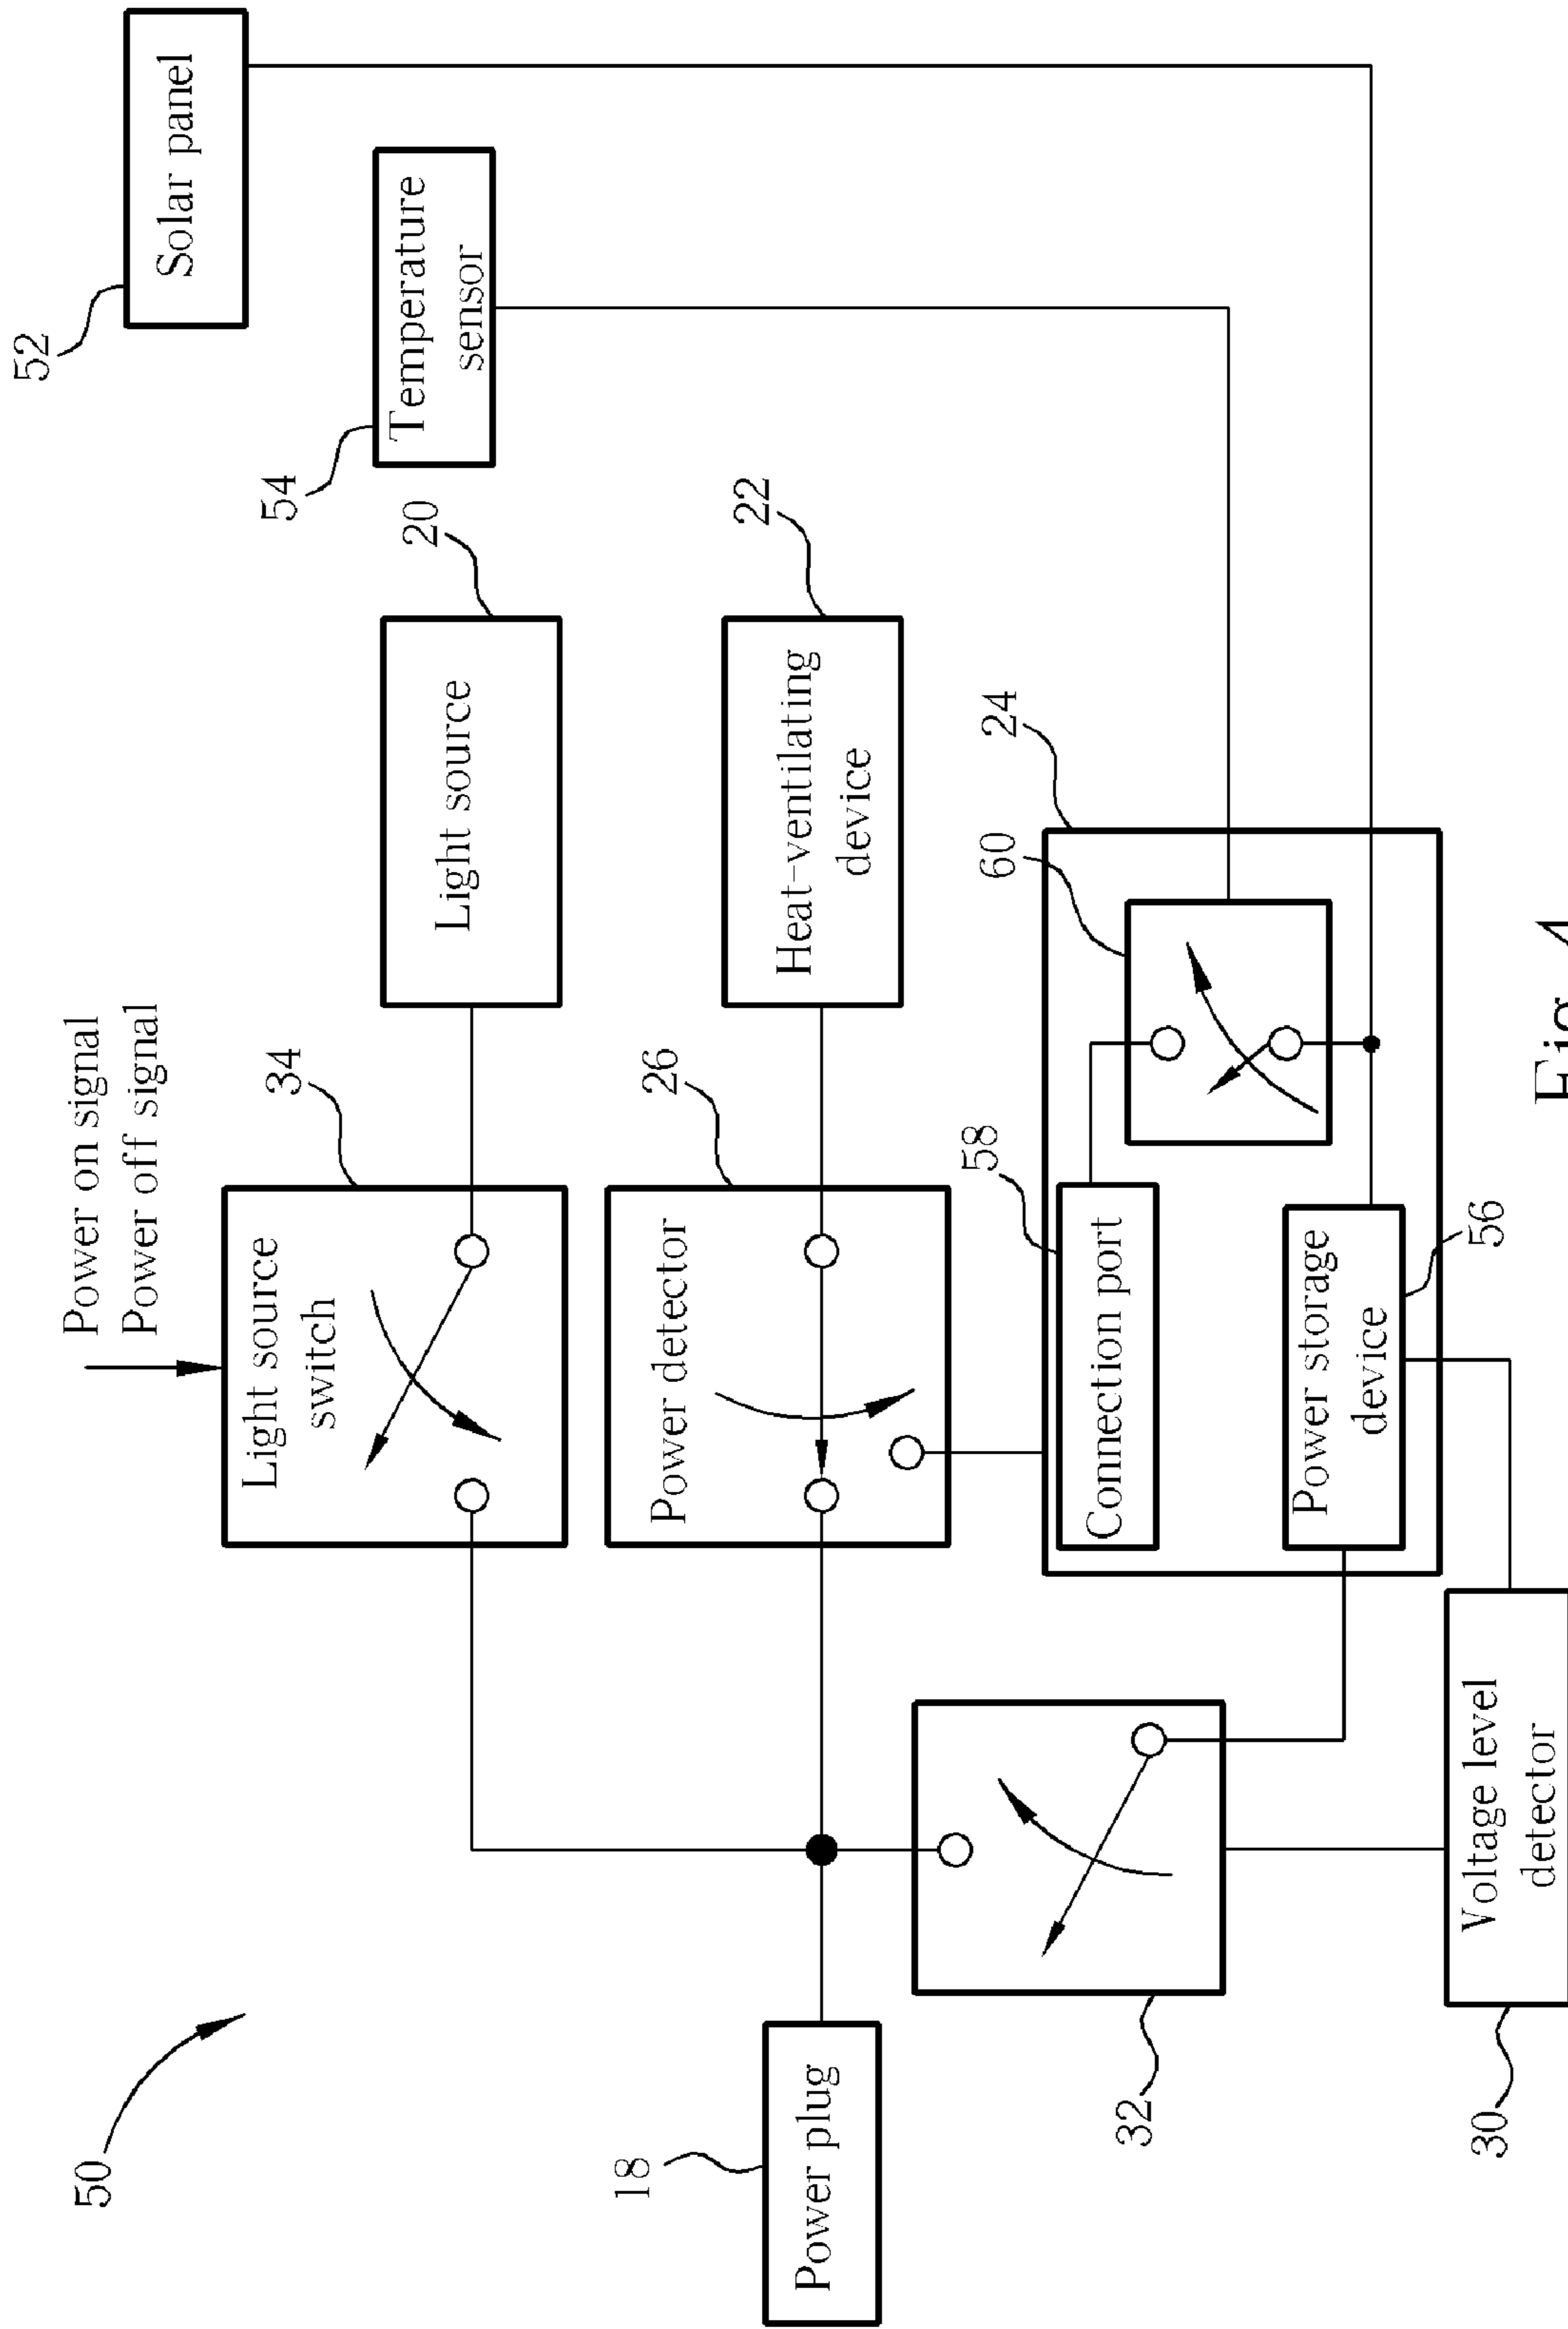 50
Power on signal
Power off signal
52
Solar panel
34
Light source
switch
20
Light source
54
Temperature
sensor
18
Power plug
26
Power detector
22
Heat-ventilating
device
24
58
Connection port
60
32
Power storage
device
56
30
Voltage level
detector
Fig. 4